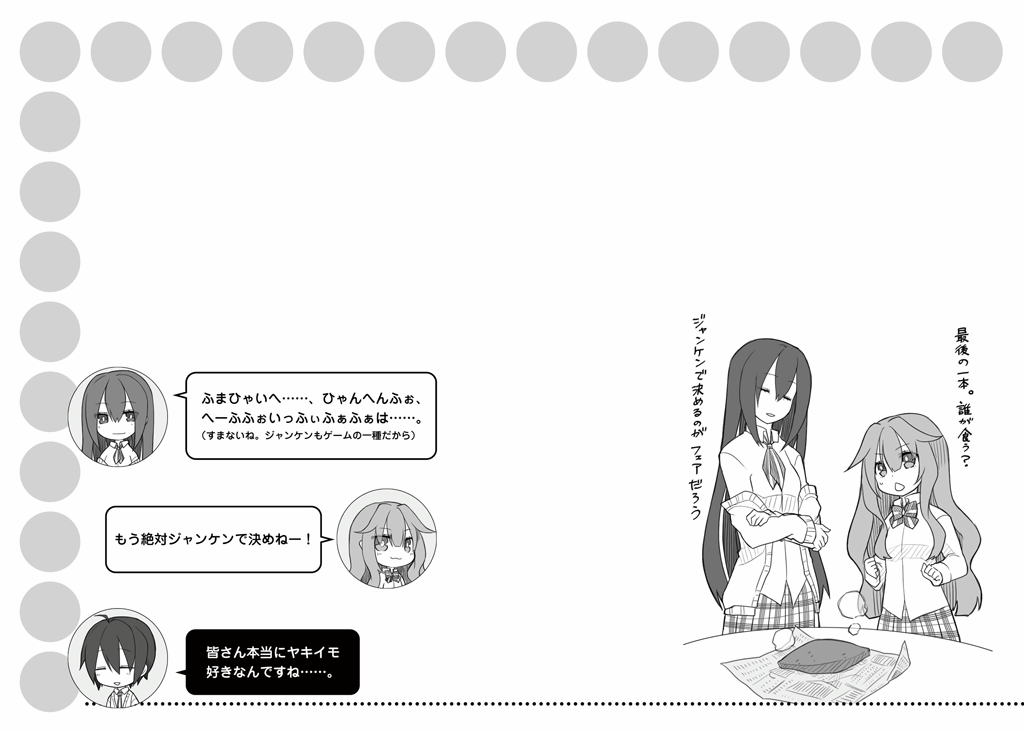 最後の一本。誰が食う?
ジャンケンで決めるのが フェアだろう
ふまひゃいへ……、ひゃんへんふぉ、
へーふふぉいっふぃふぁふぁは……。
(すまないね。ジャンケンもゲームの一種だから)
もう絶対ジャンケンで決めねー!
皆さん本当にヤキイモ
好きなんですね……。